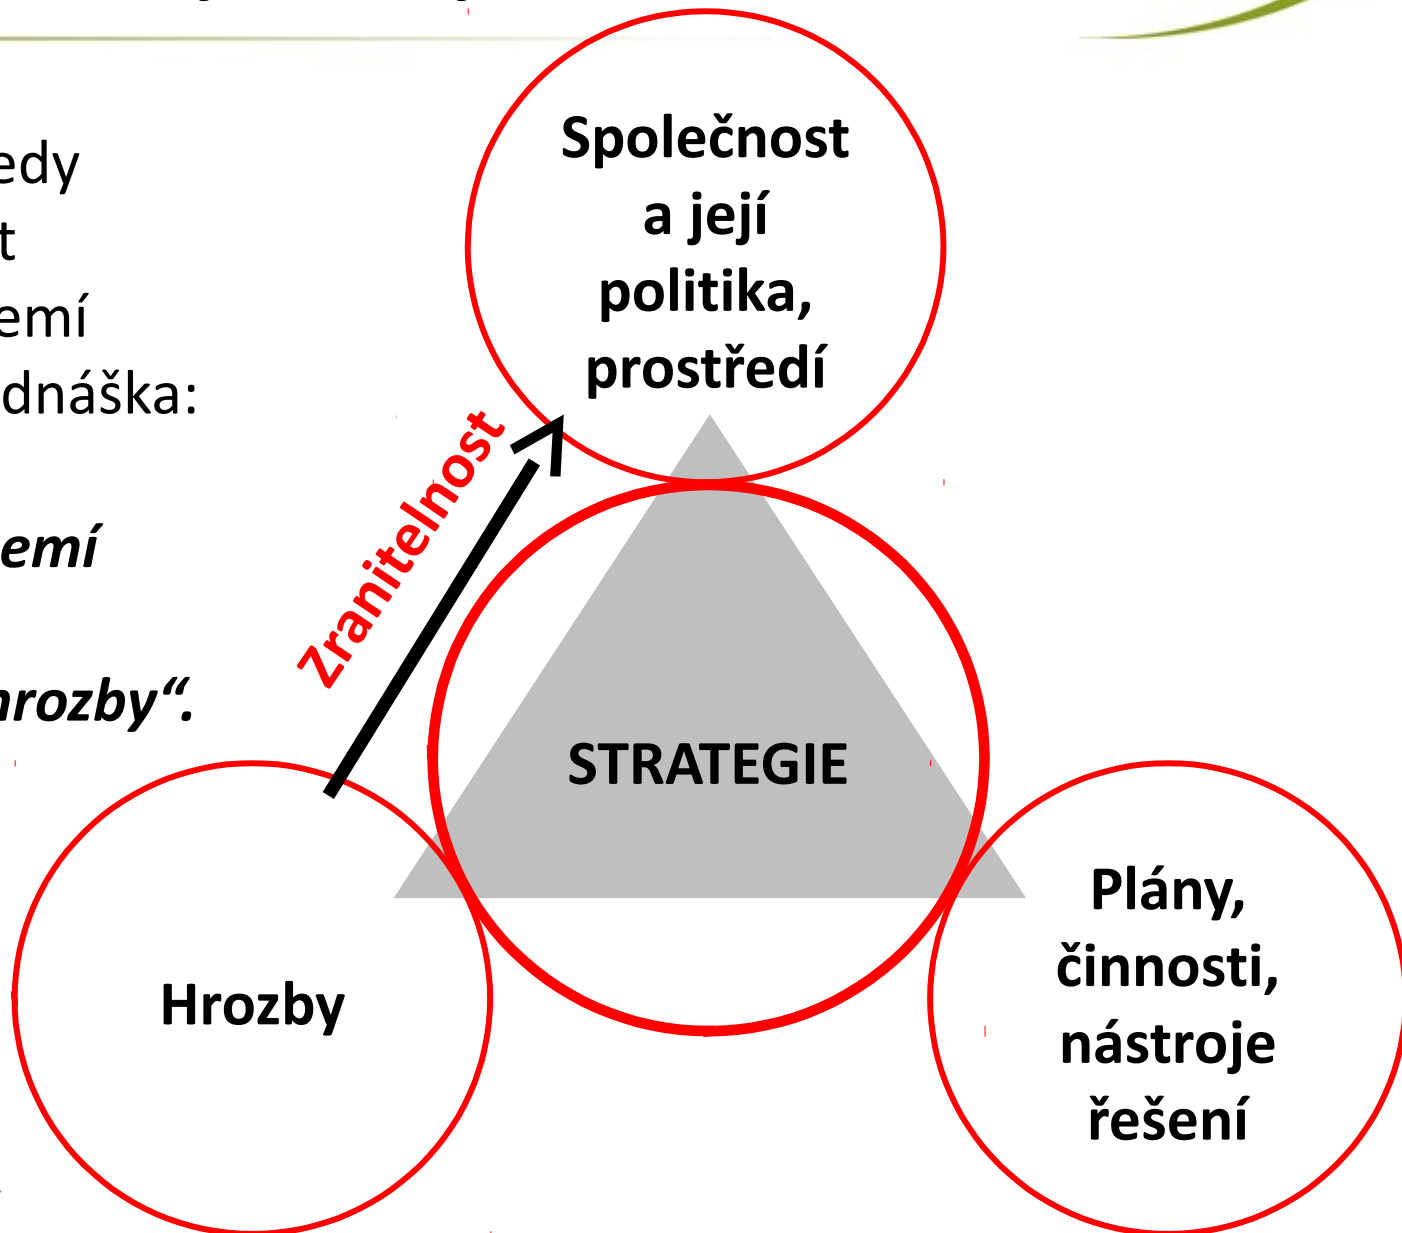 edy
t
emí
dnáška:
emí
hrozby“.
Společnost
a její
politika,
prostředí
Zranitelnost
STRATEGIE
Hrozby
Plány,
činnosti,
nástroje
řešení